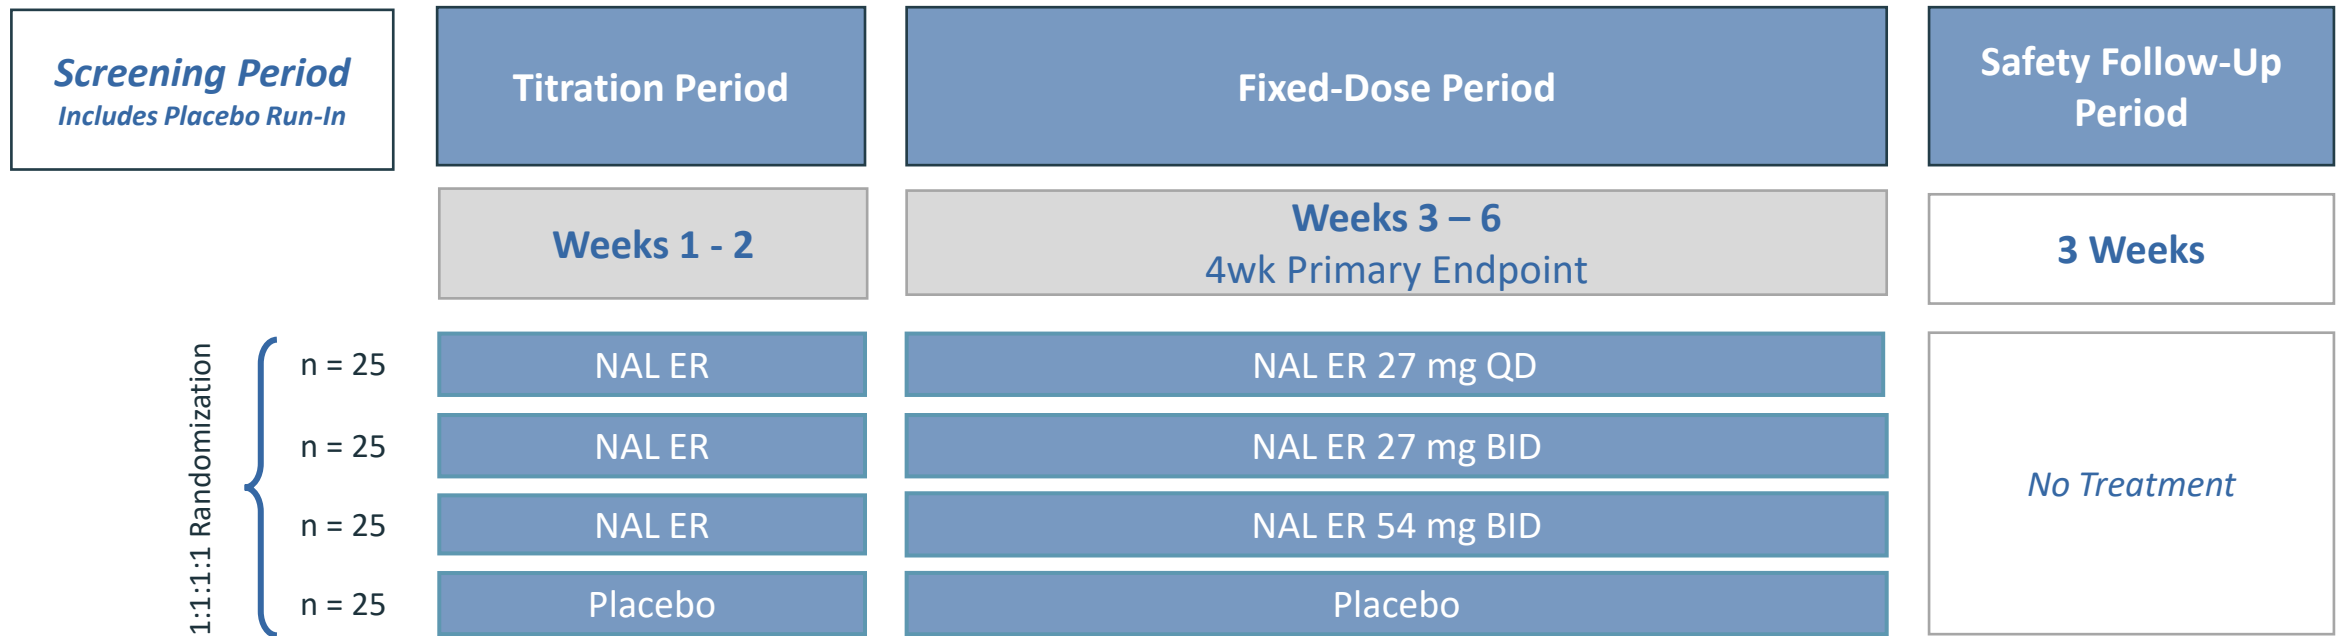 Screening Period
Includes Placebo Run-In
Titration Period
Fixed-Dose Period
Safety Follow-Up
Period
Weeks 1 - 2
Weeks 3 – 6
4wk Primary Endpoint
3 Weeks
1:1:1:1 Randomization
n = 25
NAL ER
NAL ER 27 mg QD
n = 25
NAL ER
NAL ER 27 mg BID
n = 25
NAL ER
NAL ER 54 mg BID
n = 25
Placebo
Placebo
No Treatment